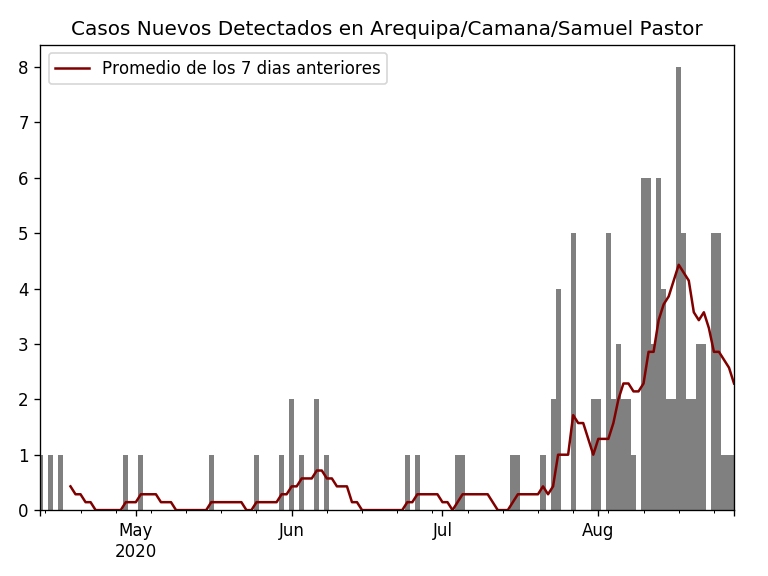 Casos Nuevos Detectados en Arequipa/Camana/Samuel Pastor
Promedio de los 7 dias anteriores
8
7
6
5
4
3
2
1
0
May
2020
Jun
Jul
Aug